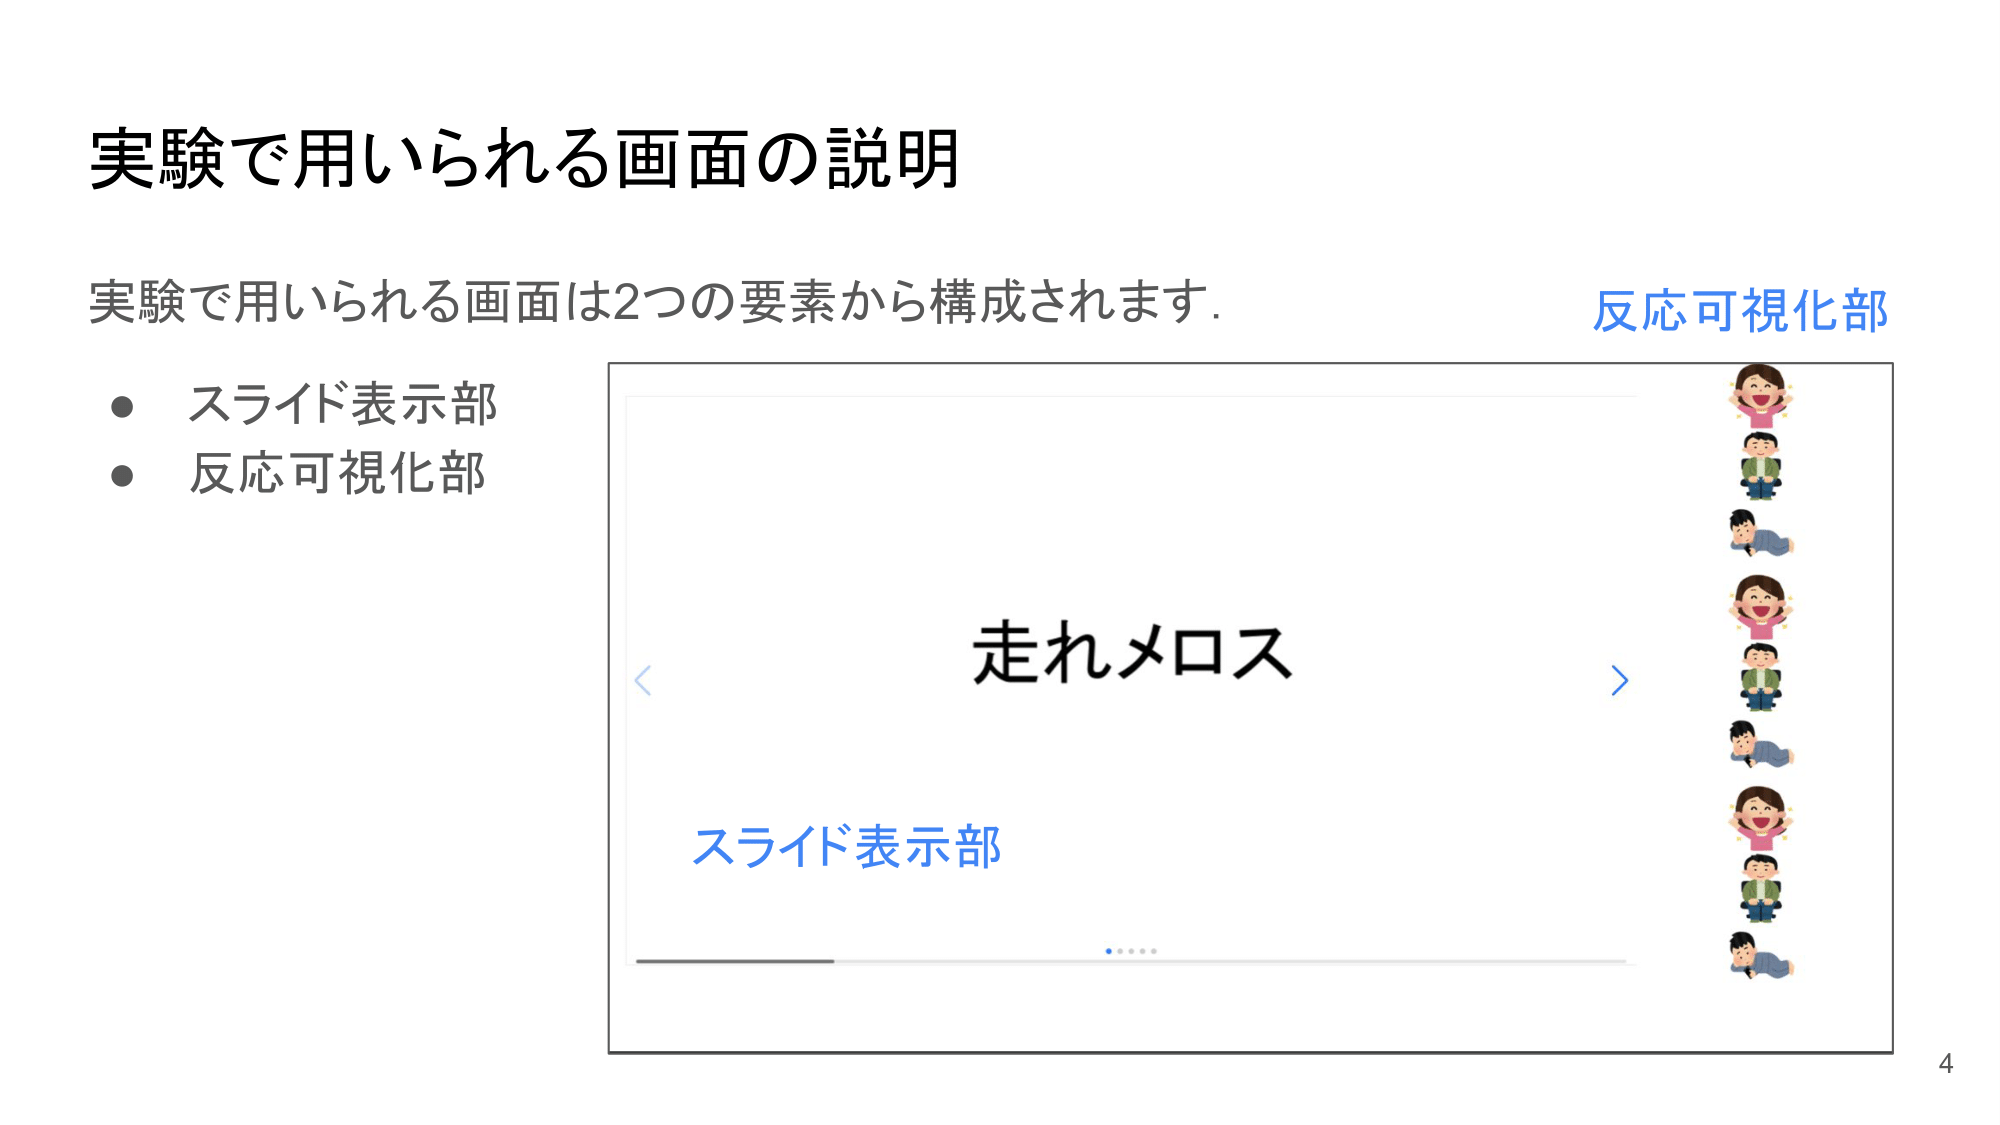 実験で用いられる画面の説明
実験で用いられる画面は2つの要素から構成されます.
● スライド表示部
● 反応可視化部
反応可視化部
走れメロス
スライド表示部
4